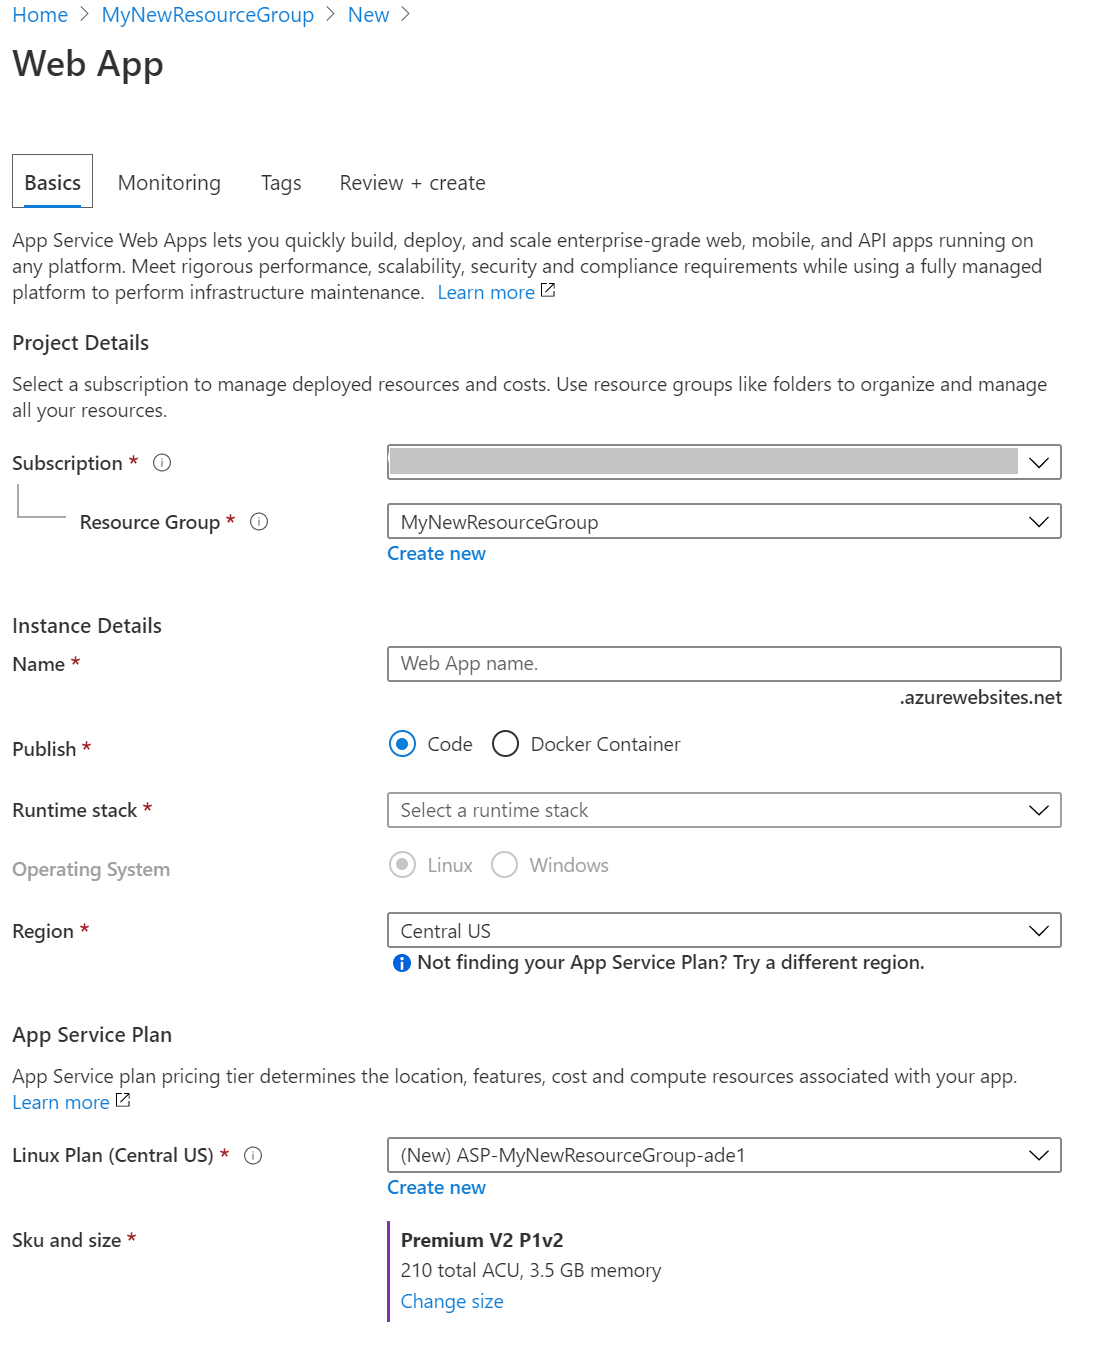 Home > MyNewResourceGroup > New >
Web App
Basics Monitoring Tags Review + create
App Service Web Apps lets you quickly build, deploy, and scale enterprise-grade web, mobile, and API apps running on
any platform. Meet rigorous performance, scalability, security and compliance requirements while using a fully managed
platform to perform infrastructure maintenance. Learn more
Project Details
Select a subscription to manage deployed resources and costs. Use resource groups like folders to organize and manage
all your resources.
Subscription *
Resource Group * MyNewResourceGroup
Create new
Instance Details
Name * Web App name.
.azurewebsites.net
Publish * Code Docker Container
Runtime stack * Select a runtime stack
Operating System Linux Windows
Region * Central US
Not finding your App Service Plan? Try a different region.
App Service Plan
App Service plan pricing tier determines the location, features, cost and compute resources associated with your app.
Learn more
Linux Plan (Central US) * (New) ASP-MyNewResourceGroup-ade1
Create new
Sku and size * Premium V2 P1v2
210 total ACU, 3.5 GB memory
Change size